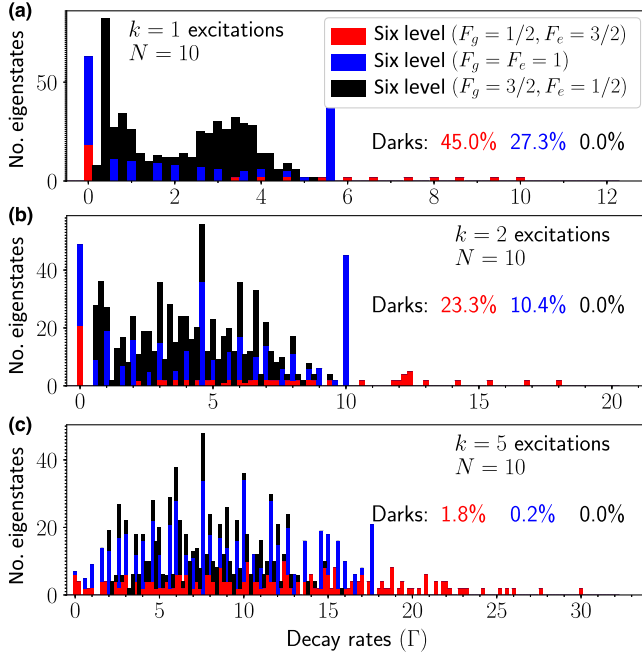 (a)
k = 1 excitations
N = 10
Six level (F_g = 1/2, F_e = 3/2)
Six level (F_g = F_e = 1)
Six level (F_g = 3/2, F_e = 1/2)
Darks: 45.0% 27.3% 0.0%
No. eigenstates
50
0
0 2 4 6 8 10 12
(b)
k = 2 excitations
N = 10
Darks: 23.3% 10.4% 0.0%
No. eigenstates
40
20
0
0 5 10 15 20
(c)
k = 5 excitations
N = 10
Darks: 1.8% 0.2% 0.0%
No. eigenstates
40
20
0
0 5 10 15 20 25 30
Decay rates (Γ)